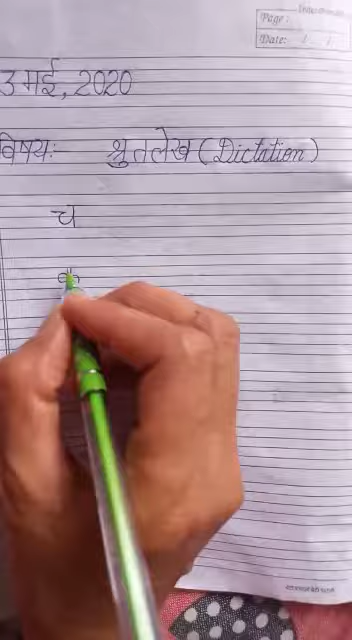 Page:
Date: / /
3 मई, 2020
विषय:- श्रुतलेख (Dictation)
च